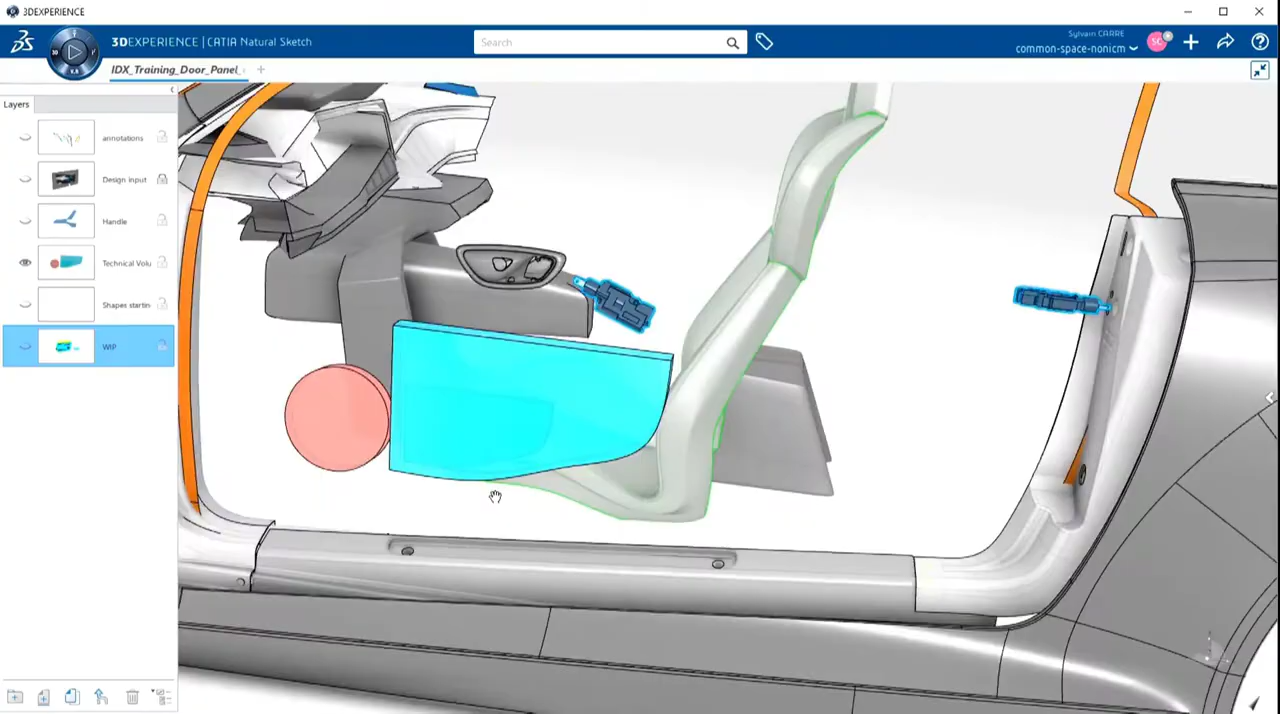 3DEXPERIENCE
3DEXPERIENCE | CATIA Natural Sketch
Search
Sylvain CARRE
common-space-nonicm
SC
IDX_Training_Door_Panel_
Layers
annotations
Design input
Handle
Technical Volu
Shapes startin
WIP